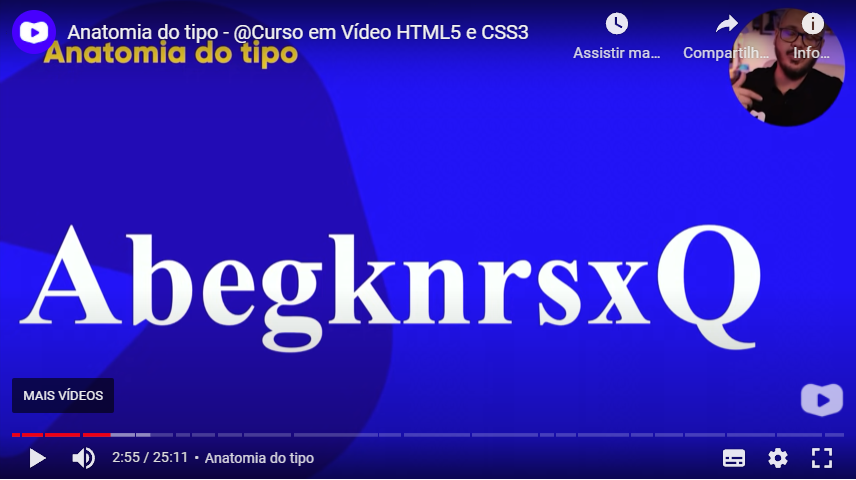 Anatomia do tipo - @Curso em Vídeo HTML5 e CSS3
Anatomia do tipo
Assistir ma...
Compartilh...
Info...
AbegknrsxQ
MAIS VÍDEOS
2:55 / 25:11 • Anatomia do tipo